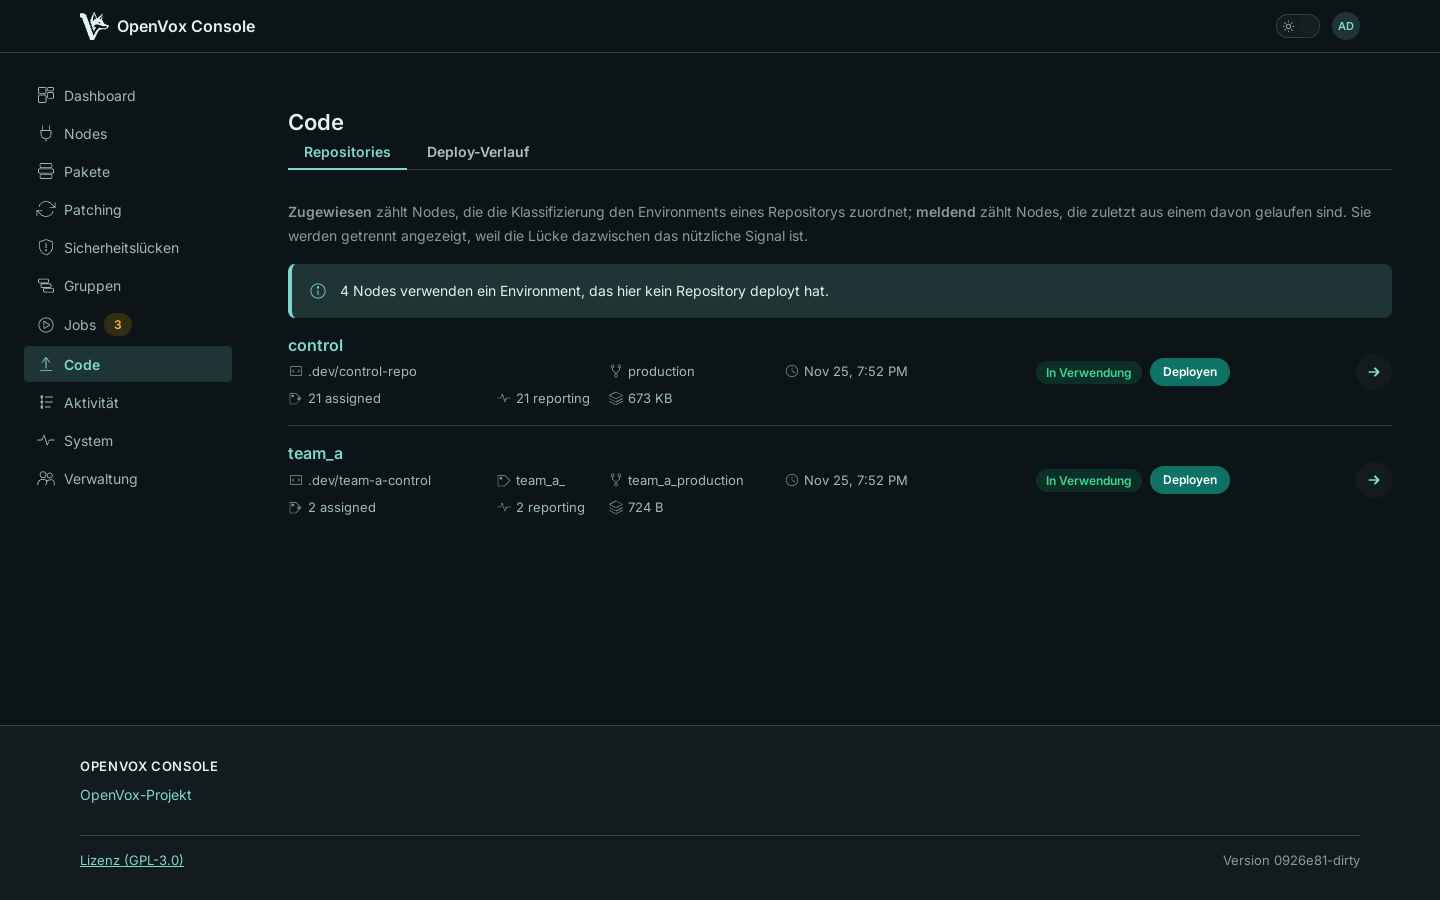 OpenVox Console
AD
Dashboard
Nodes
Pakete
Patching
Sicherheitslücken
Gruppen
Jobs 3
Code
Aktivität
System
Verwaltung
Code
Repositories Deploy-Verlauf
Zugewiesen zählt Nodes, die die Klassifizierung den Environments eines Repositorys zuordnet; meldend zählt Nodes, die zuletzt aus einem davon gelaufen sind. Sie
werden getrennt angezeigt, weil die Lücke dazwischen das nützliche Signal ist.
4 Nodes verwenden ein Environment, das hier kein Repository deployt hat.
control
.dev/control-repo production Nov 25, 7:52 PM In Verwendung Deployen
21 assigned 21 reporting 673 KB
team_a
.dev/team-a-control team_a_ team_a_production Nov 25, 7:52 PM In Verwendung Deployen
2 assigned 2 reporting 724 B
OPENVOX CONSOLE
OpenVox-Projekt
Lizenz (GPL-3.0) Version 0926e81-dirty